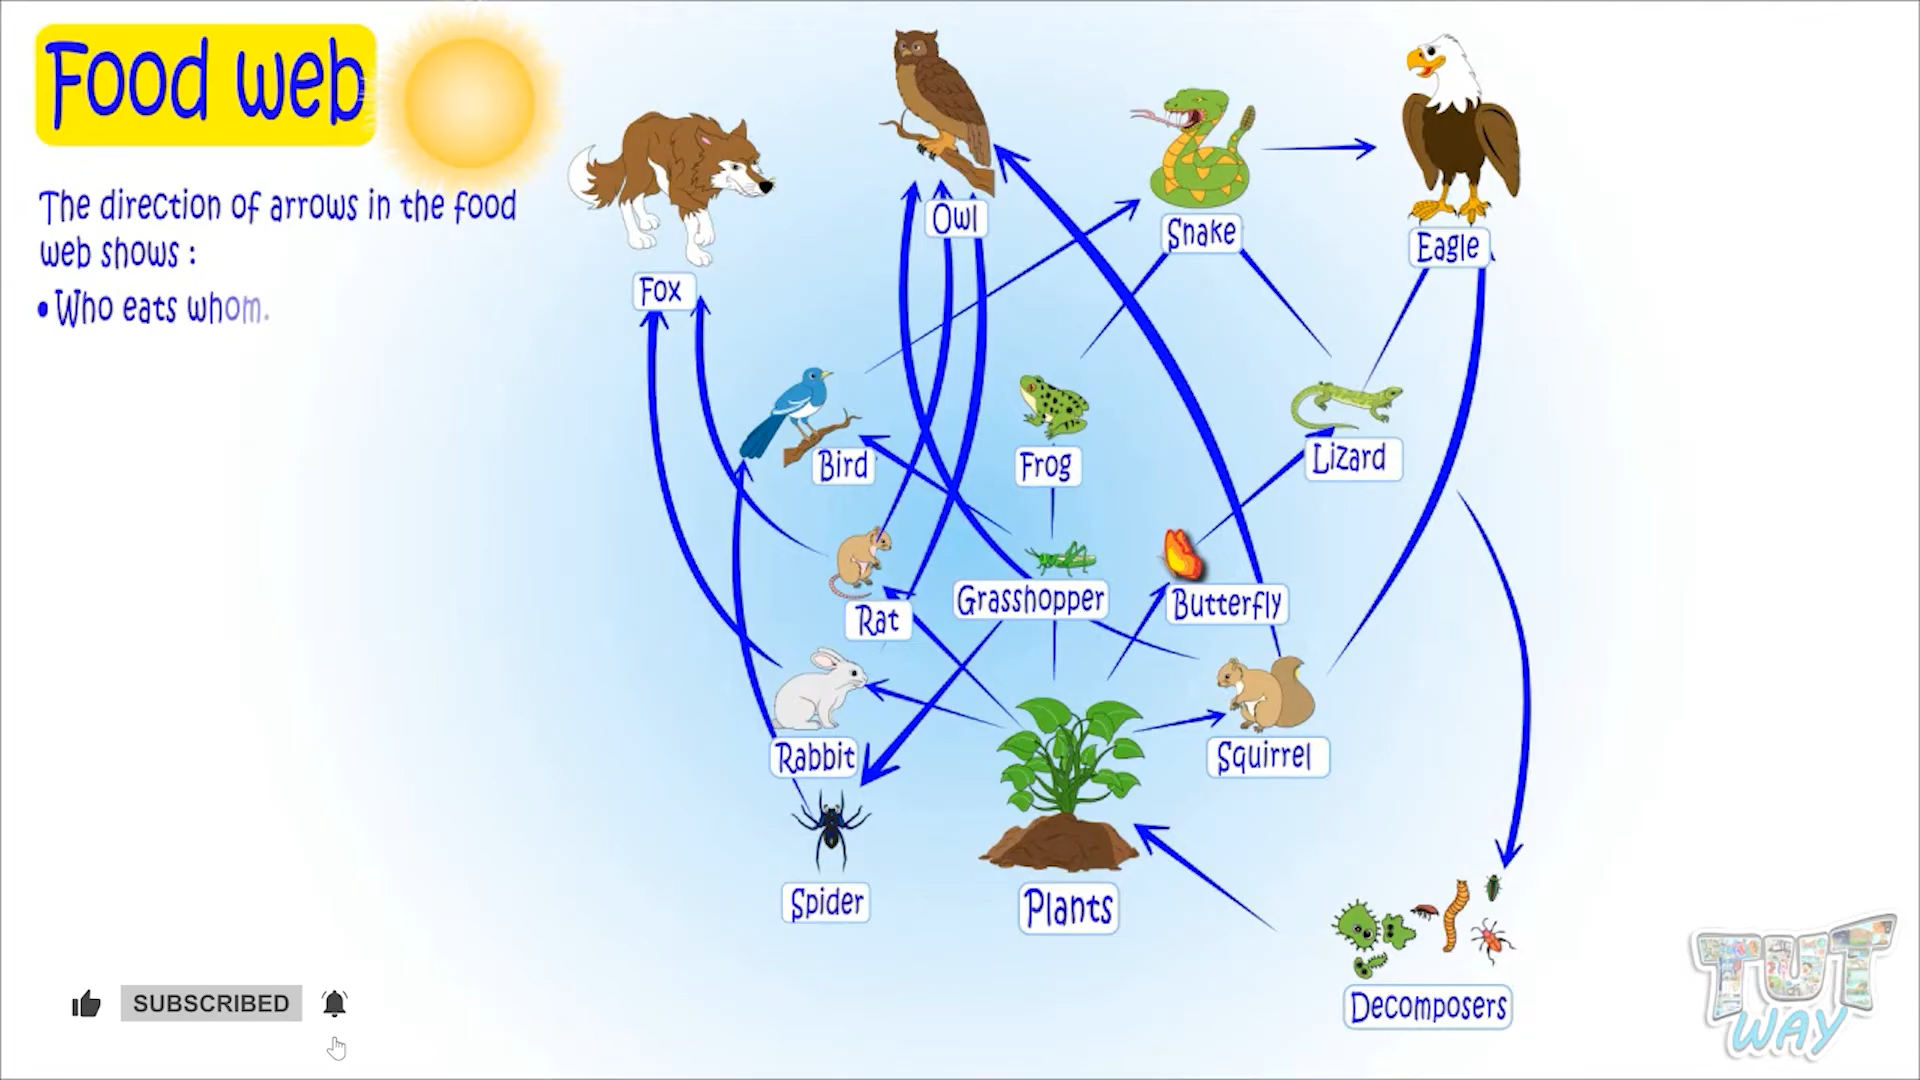 Food web
The direction of arrows in the food
web shows :
•Who eats whom.
Owl
Snake
Eagle
Fox
Bird
Frog
Lizard
Rat
Grasshopper
Butterfly
Rabbit
Squirrel
Spider
Plants
Decomposers
SUBSCRIBED
TUT
WAY